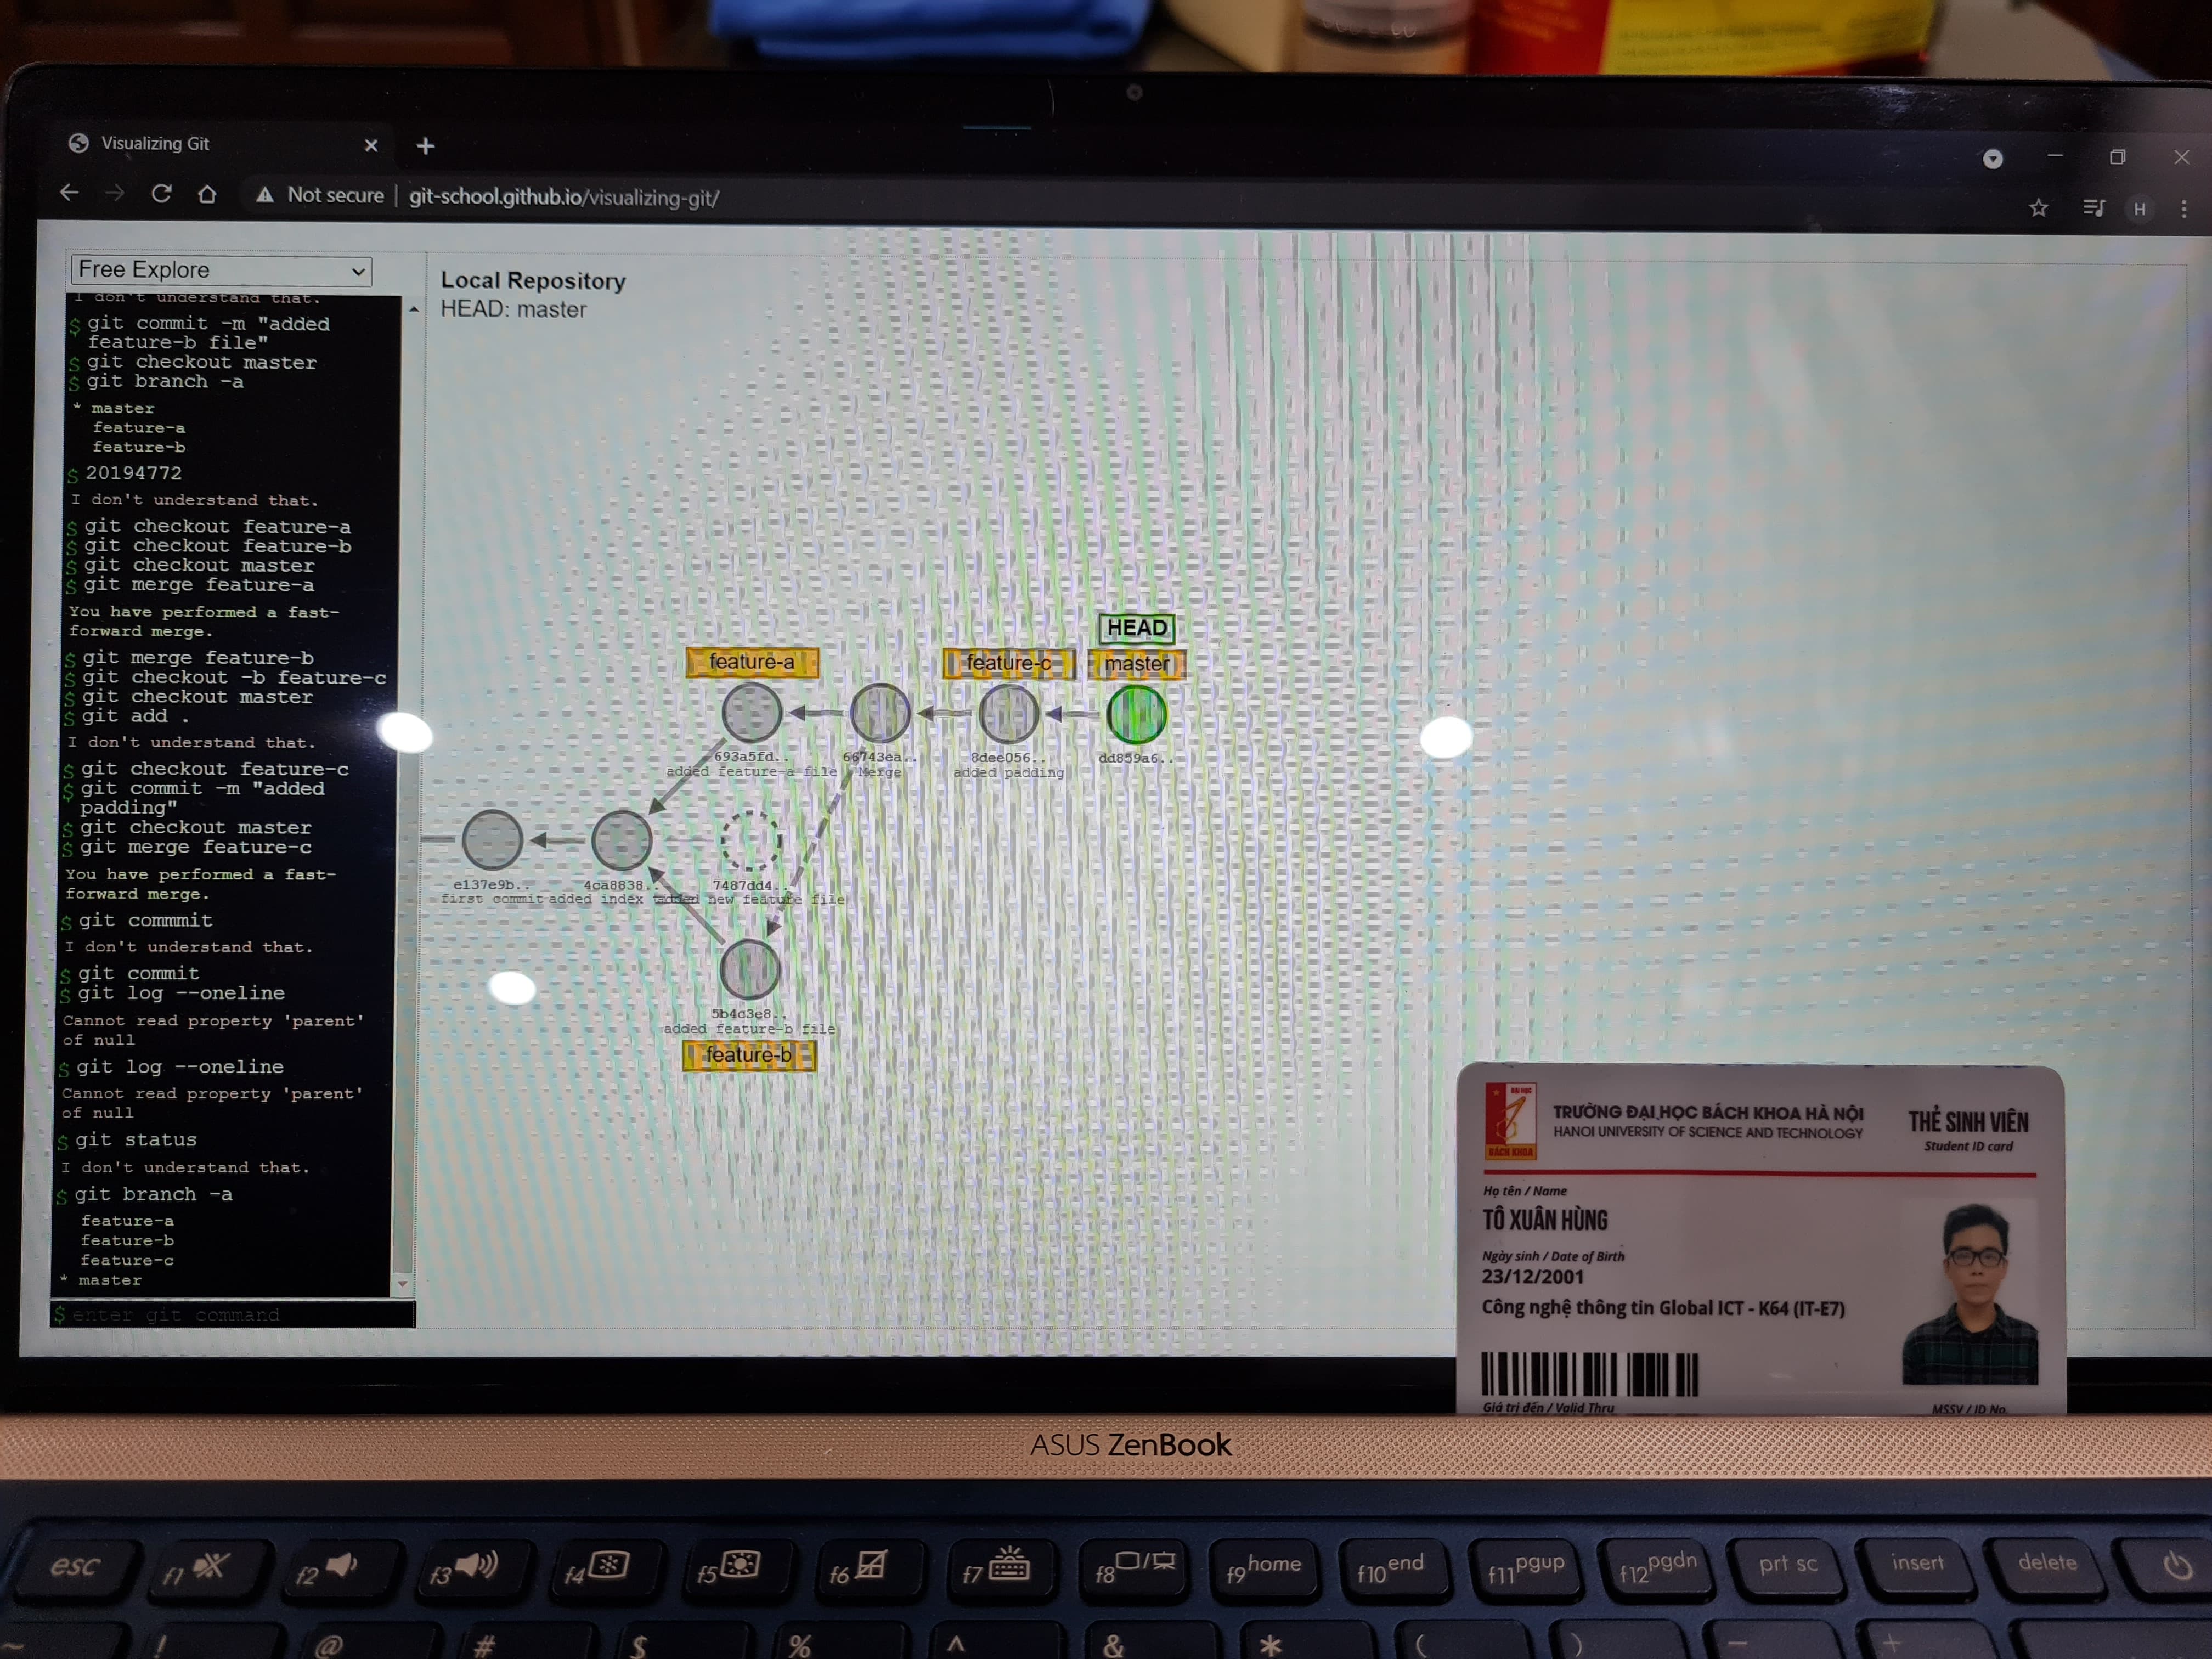 Visualizing Git
Not secure | git-school.github.io/visualizing-git/
H
Free Explore
I don't understand that.
$ git commit -m "added
feature-b file"
$ git checkout master
$ git branch -a
* master
feature-a
feature-b
$ 20194772
I don't understand that.
$ git checkout feature-a
$ git checkout feature-b
$ git checkout master
$ git merge feature-a
You have performed a fast-
forward merge.
$ git merge feature-b
$ git checkout -b feature-c
$ git checkout master
$ git add .
I don't understand that.
$ git checkout feature-c
$ git commit -m "added
padding"
$ git checkout master
$ git merge feature-c
You have performed a fast-
forward merge.
$ git commmit
I don't understand that.
$ git commit
$ git log --oneline
Cannot read property 'parent'
of null
$ git log --oneline
Cannot read property 'parent'
of null
$ git status
I don't understand that.
$ git branch -a
feature-a
feature-b
feature-c
* master
$ enter git command
Local Repository
HEAD: master
HEAD
feature-a feature-c master
693a5fd.. 66743ea.. 8dee056.. dd859a6..
added feature-a file Merge added padding
e137e9b.. 4ca8838.. 7487dd4..
first commit added index new feature file
5b4c3e8..
added feature-b file
feature-b
ĐẠI HỌC
BÁCH KHOA
TRƯỜNG ĐẠI HỌC BÁCH KHOA HÀ NỘI
HANOI UNIVERSITY OF SCIENCE AND TECHNOLOGY
THẺ SINH VIÊN
Student ID card
Họ tên / Name
TÔ XUÂN HÙNG
Ngày sinh / Date of Birth
23/12/2001
Công nghệ thông tin Global ICT - K64 (IT-E7)
Giá trị đến / Valid Thru
MSSV / ID No.
ASUS ZenBook
esc f1 f2 f3 f4 f5 f6 f7 f8 f9 home f10 end f11 pgup f12 pgdn prt sc insert delete
~ ! @ # $ % ^ & * ( ) - +